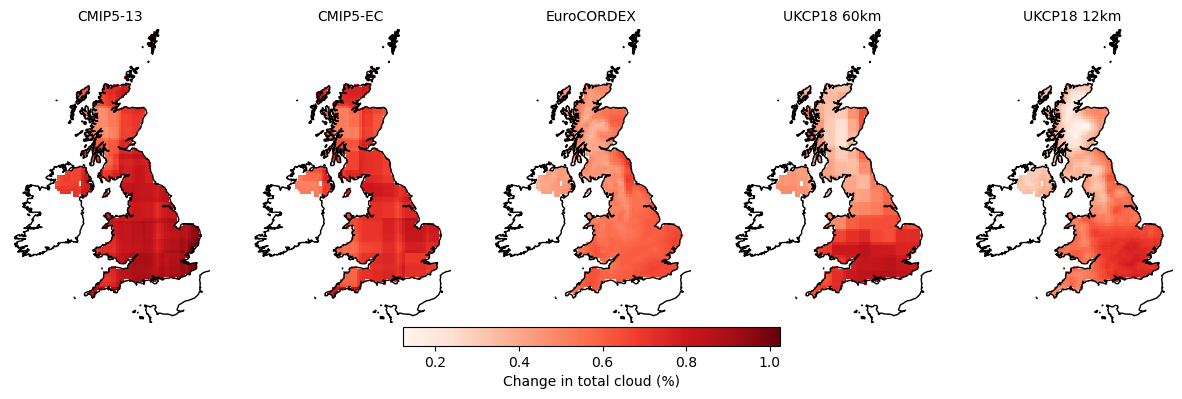 CMIP5-13 CMIP5-EC EuroCORDEX UKCP18 60km UKCP18 12km
0.2 0.4 0.6 0.8 1.0
Change in total cloud (%)